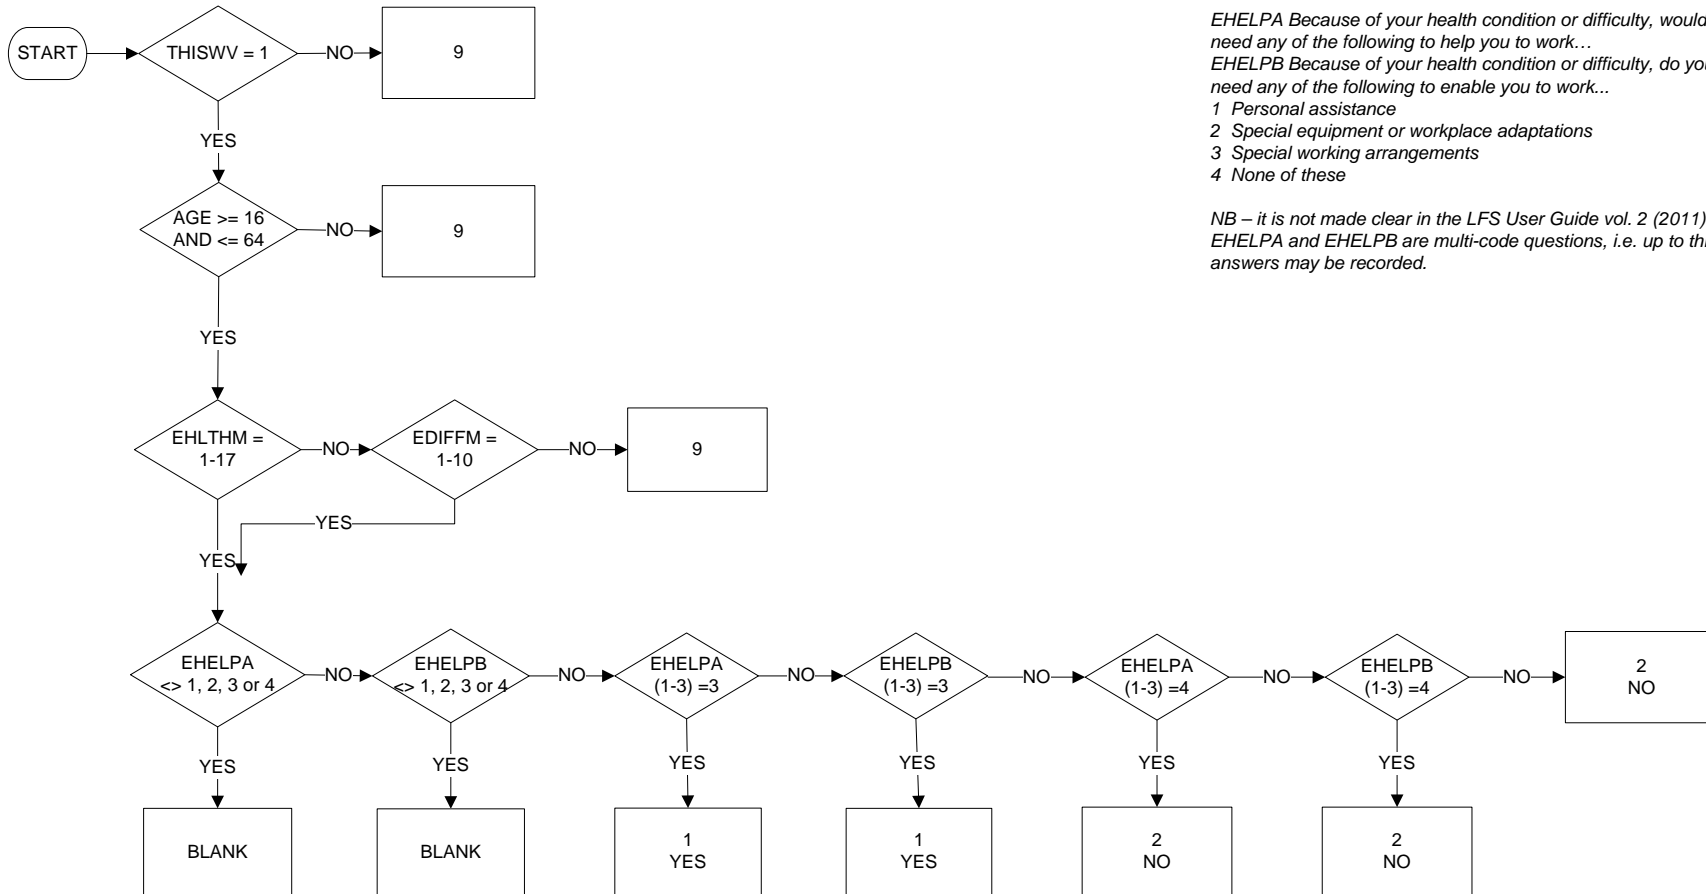 START
THISWV = 1
NO
9
YES
AGE >= 16
AND <= 64
NO
9
YES
EHLTHM =
1-17
NO
EDIFFM =
1-10
NO
9
YES
YES
EHELPA
<> 1, 2, 3 or 4
NO
EHELPB
<> 1, 2, 3 or 4
NO
EHELPA
(1-3) =3
NO
EHELPB
(1-3) =3
NO
EHELPA
(1-3) =4
NO
EHELPB
(1-3) =4
NO
2
NO
YES
YES
YES
YES
YES
YES
BLANK
BLANK
1
YES
1
YES
2
NO
2
NO
EHELPA Because of your health condition or difficulty, would
need any of the following to help you to work…
EHELPB Because of your health condition or difficulty, do you
need any of the following to enable you to work...
1 Personal assistance
2 Special equipment or workplace adaptations
3 Special working arrangements
4 None of these
NB – it is not made clear in the LFS User Guide vol. 2 (2011)
EHELPA and EHELPB are multi-code questions, i.e. up to th
answers may be recorded.